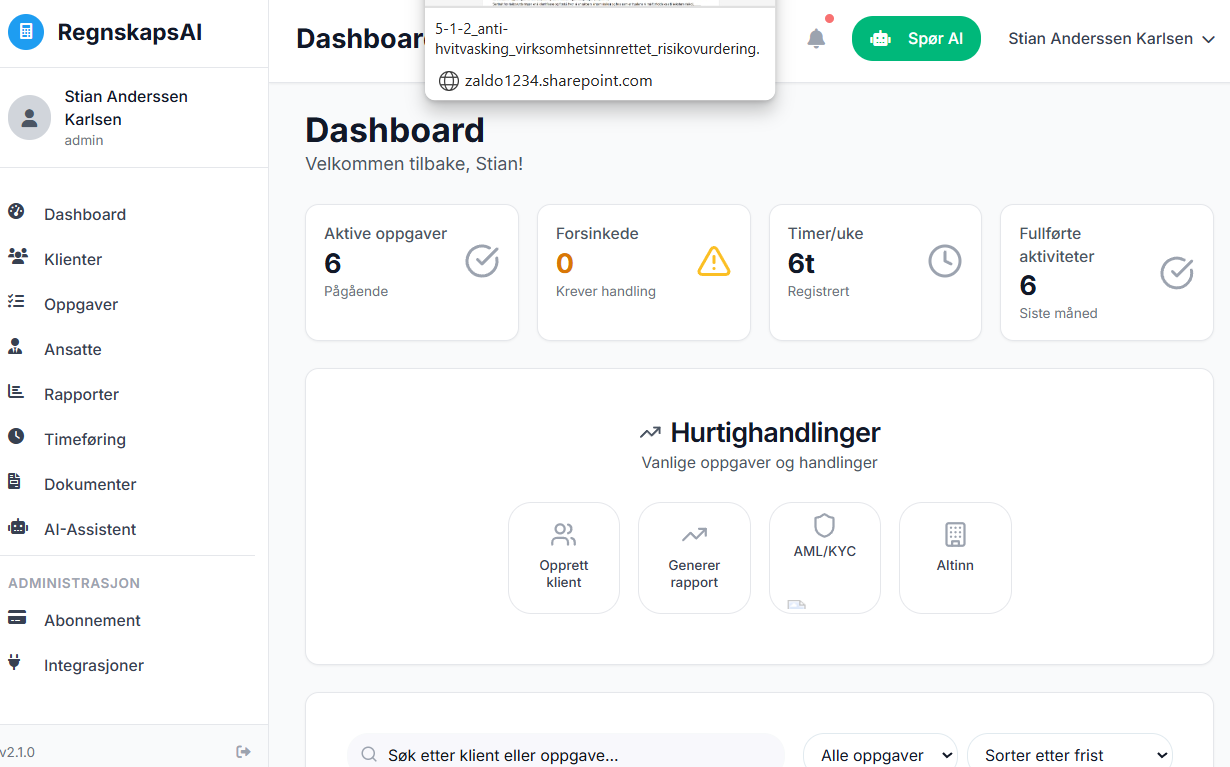 RegnskapsAI
Stian Anderssen
Karlsen
admin
Dashboard
Klienter
Oppgaver
Ansatte
Rapporter
Timeføring
Dokumenter
AI-Assistent
ADMINISTRASJON
Abonnement
Integrasjoner
v2.1.0
5-1-2_anti-
hvitvasking_virksomhetsinnrettet_risikovurdering.
zaldo1234.sharepoint.com
Spør AI
Stian Anderssen Karlsen
Dashboard
Velkommen tilbake, Stian!
Aktive oppgaver
6
Pågående
Forsinkede
0
Krever handling
Timer/uke
6t
Registrert
Fullførte
aktiviteter
6
Siste måned
Hurtighandlinger
Vanlige oppgaver og handlinger
Opprett
klient
Generer
rapport
AML/KYC
Altinn
Søk etter klient eller oppgave...
Alle oppgaver
Sorter etter frist